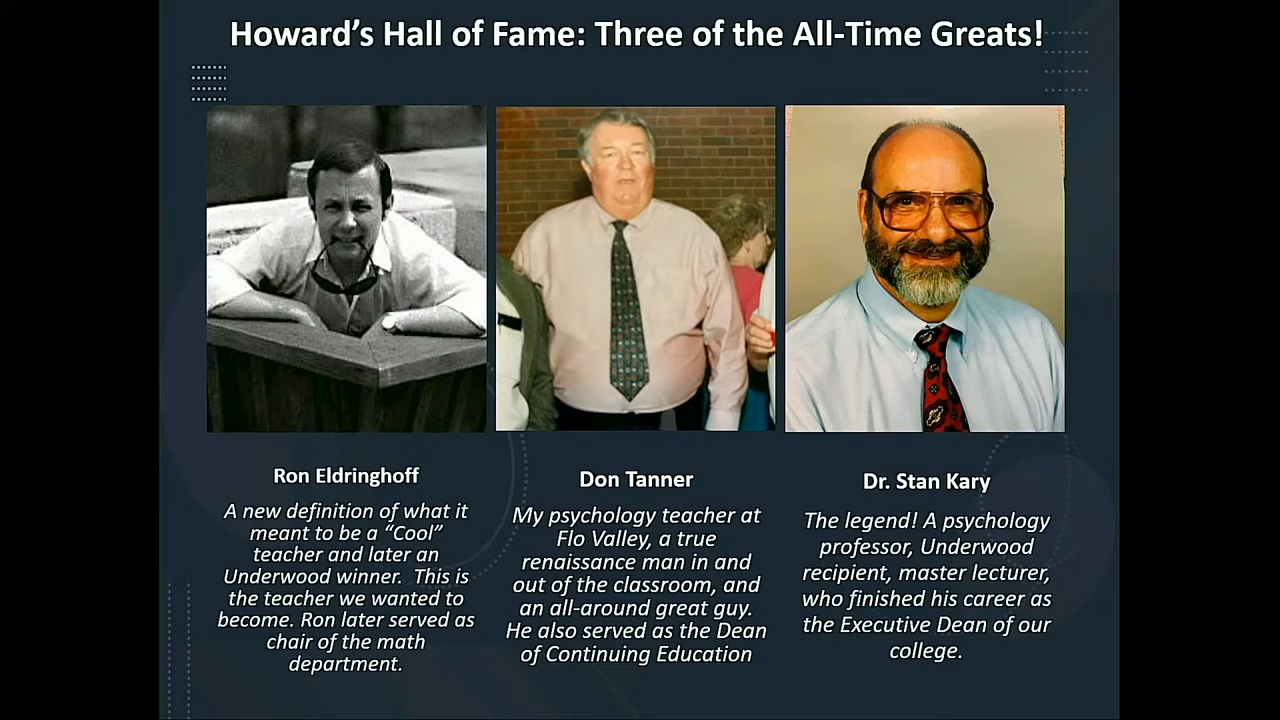 Howard's Hall of Fame: Three of the All-Time Greats!
Ron Eldringhoff
A new definition of what it
meant to be a “Cool”
teacher and later an
Underwood winner.  This is
the teacher we wanted to
become. Ron later served as
chair of the math
department.
Don Tanner
My psychology teacher at
Flo Valley, a true
renaissance man in and
out of the classroom, and
an all-around great guy.
He also served as the Dean
of Continuing Education
Dr. Stan Kary
The legend! A psychology
professor, Underwood
recipient, master lecturer,
who finished his career as
the Executive Dean of our
college.